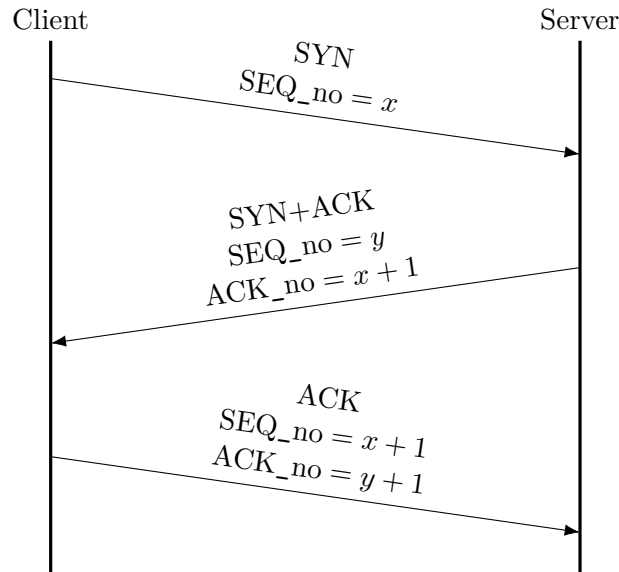 Client
Server
SYN
SEQ_no = x
SYN+ACK
SEQ_no = y
ACK_no = x + 1
ACK
SEQ_no = x + 1
ACK_no = y + 1